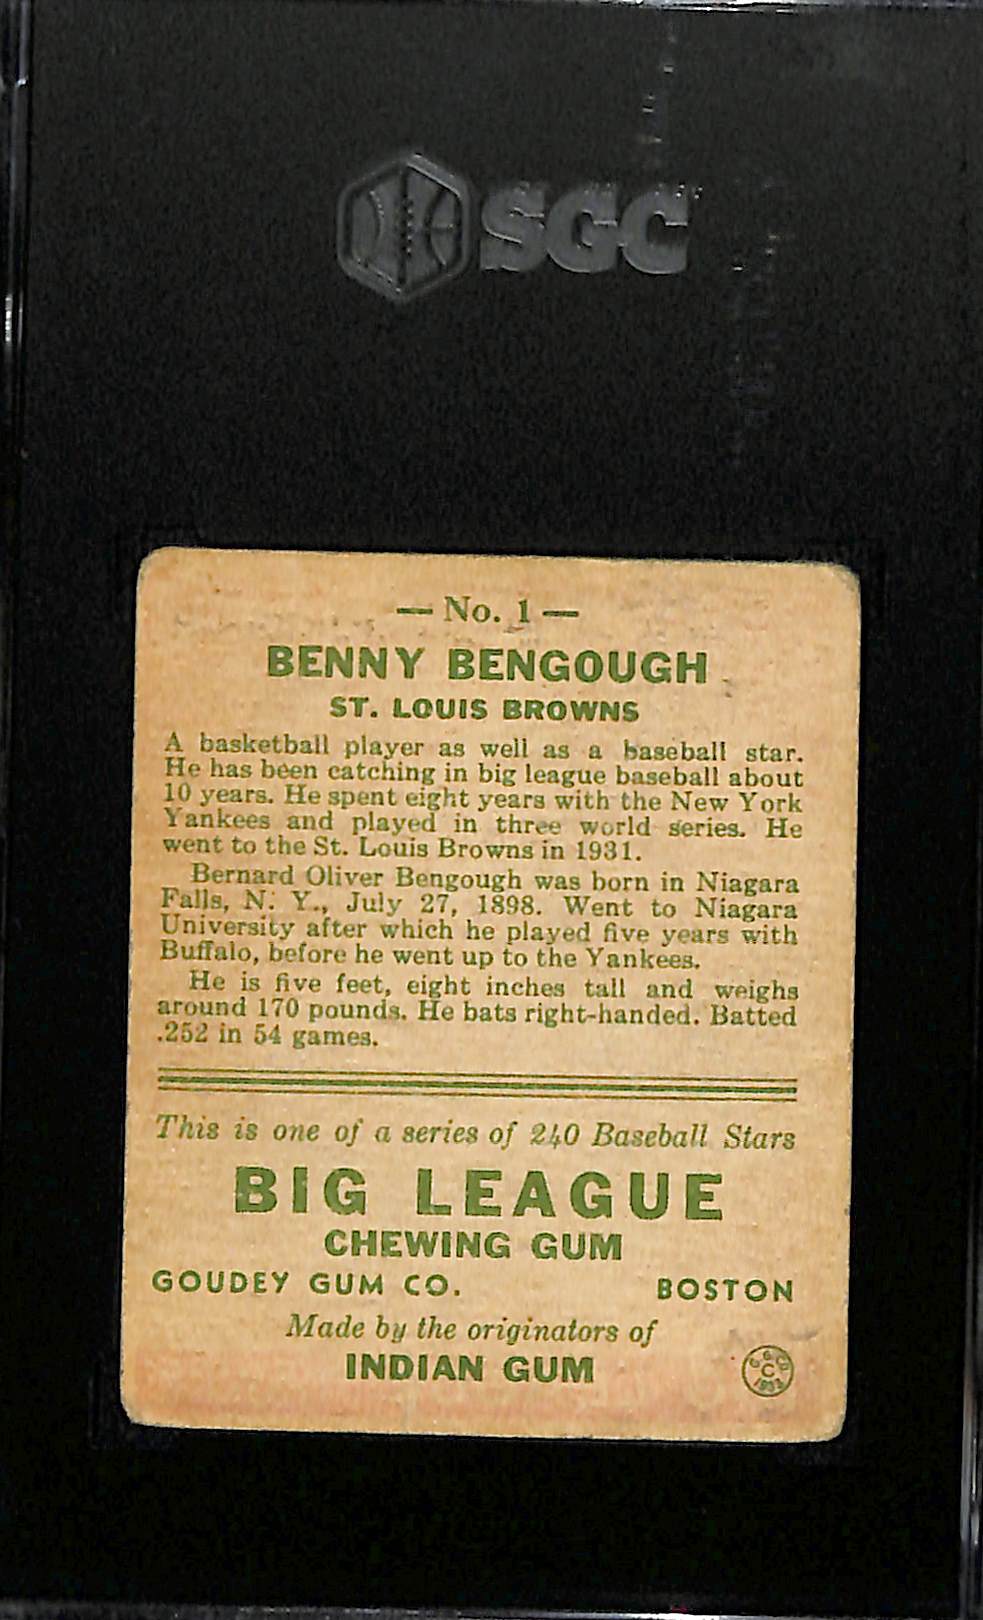 SGC
— No. 1 —
BENNY BENGOUGH
ST. LOUIS BROWNS
A basketball player as well as a baseball star.
He has been catching in big league baseball about
10 years. He spent eight years with the New York
Yankees and played in three world series. He
went to the St. Louis Browns in 1931.
Bernard Oliver Bengough was born in Niagara
Falls, N. Y., July 27, 1898. Went to Niagara
University after which he played five years with
Buffalo, before he went up to the Yankees.
He is five feet, eight inches tall and weighs
around 170 pounds. He bats right-handed. Batted
.252 in 54 games.
This is one of a series of 240 Baseball Stars
BIG LEAGUE
CHEWING GUM
GOUDEY GUM CO. BOSTON
Made by the originators of
INDIAN GUM